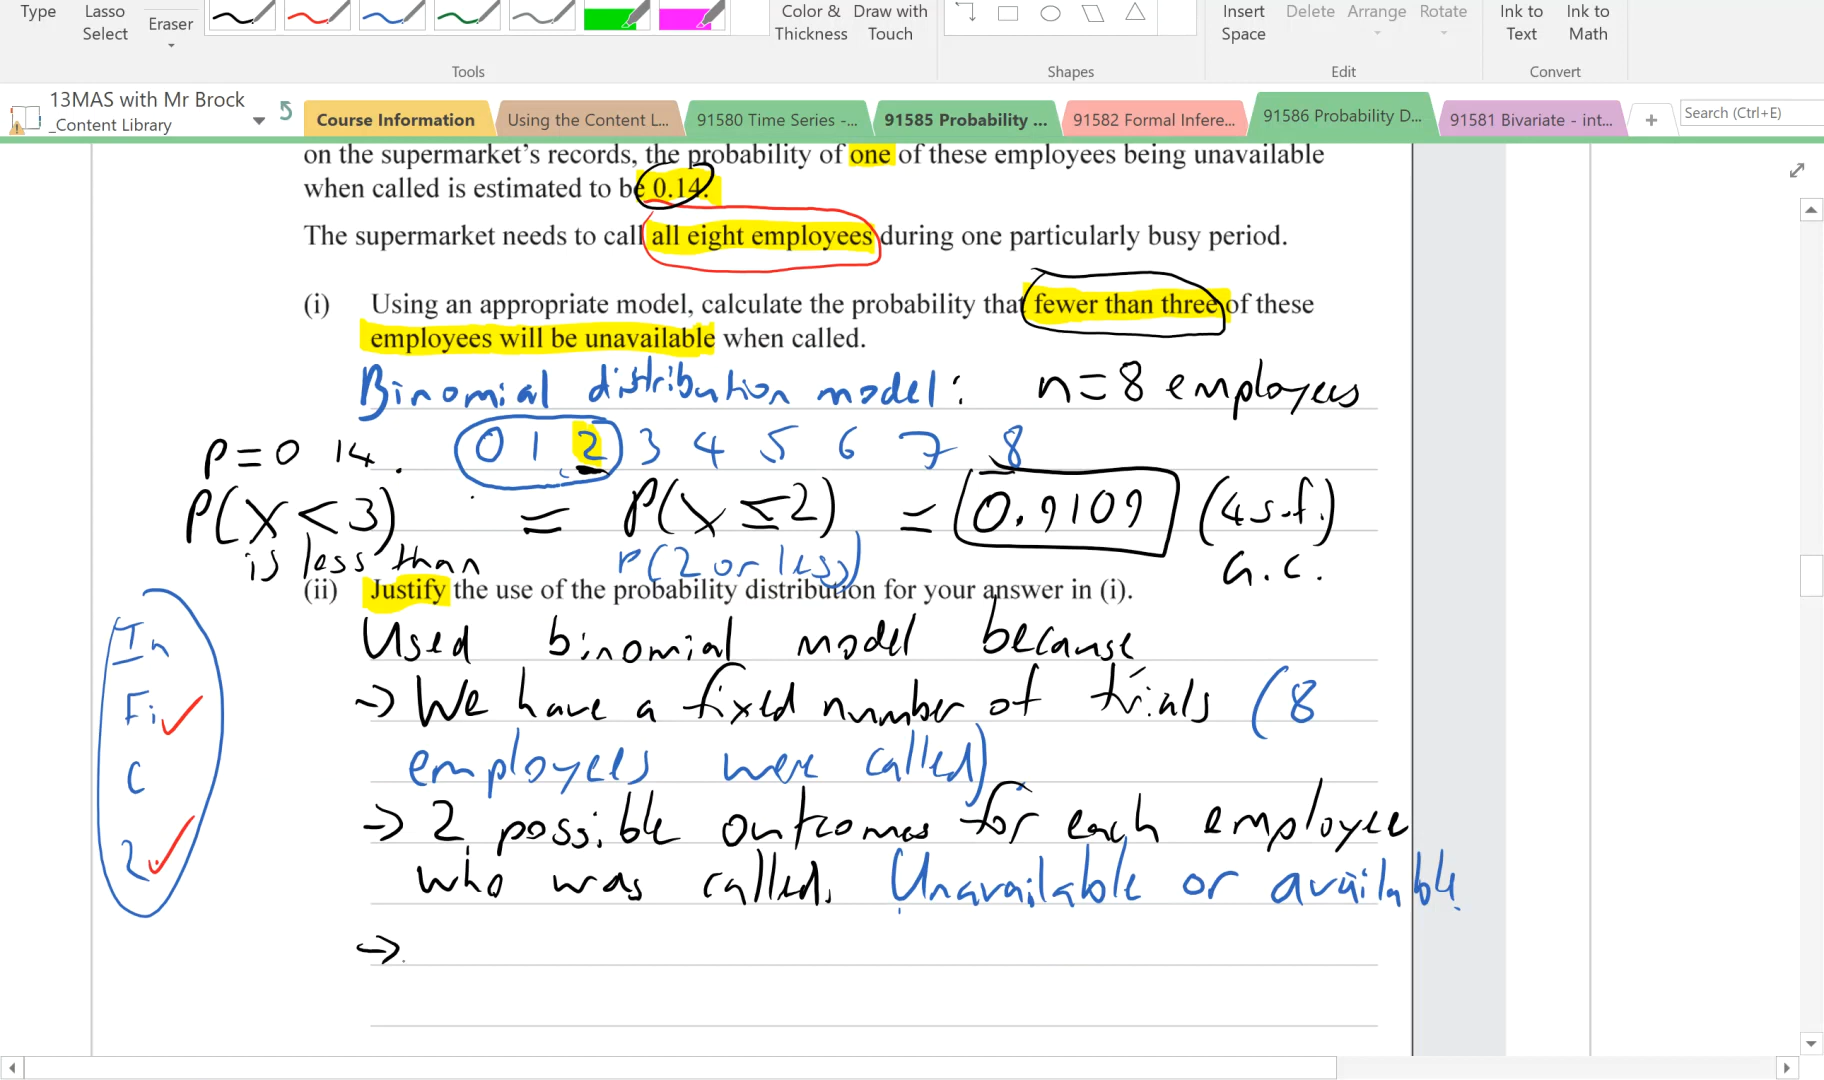 Type
Lasso
Select
Eraser
Color &
Thickness
Draw with
Touch
Insert
Space
Delete
Arrange
Rotate
Ink to
Text
Ink to
Math
Tools
Shapes
Edit
Convert
13MAS with Mr Brock
_Content Library
Course Information
Using the Content L...
91580 Time Series -...
91585 Probability ...
91582 Formal Infere...
91586 Probability D...
91581 Bivariate - int...
+
Search (Ctrl+E)
on the supermarket's records, the probability of one of these employees being unavailable
when called is estimated to be 0.14.
The supermarket needs to call all eight employees during one particularly busy period.
(i) Using an appropriate model, calculate the probability that fewer than three of these
employees will be unavailable when called.
Binomial distribution model: n=8 employees
p=0 14. 0 1 2 3 4 5 6 7 8
P(X<3) = P(X≤2) = 0.9109 (4 s.f.)
is less than P(2 or less) G.C.
(ii) Justify the use of the probability distribution for your answer in (i).
In
Fi
C
2
Used binomial model because
→ We have a fixed number of trials (8
employees were called)
→ 2 possible outcomes for each employee
who was called. Unavailable or available.
→